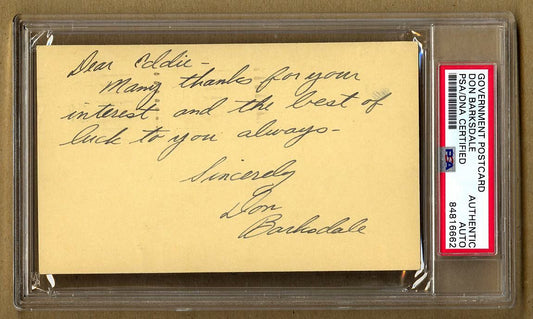 Dear Eddie-
Many thanks for your
interest and the best of
luck to you always-
Sincerely
Don
Barksdale
GOVERNMENT POSTCARD
DON BARKSDALE
PSA/DNA CERTIFIED
AUTHENTIC
AUTO
84816662
PSA